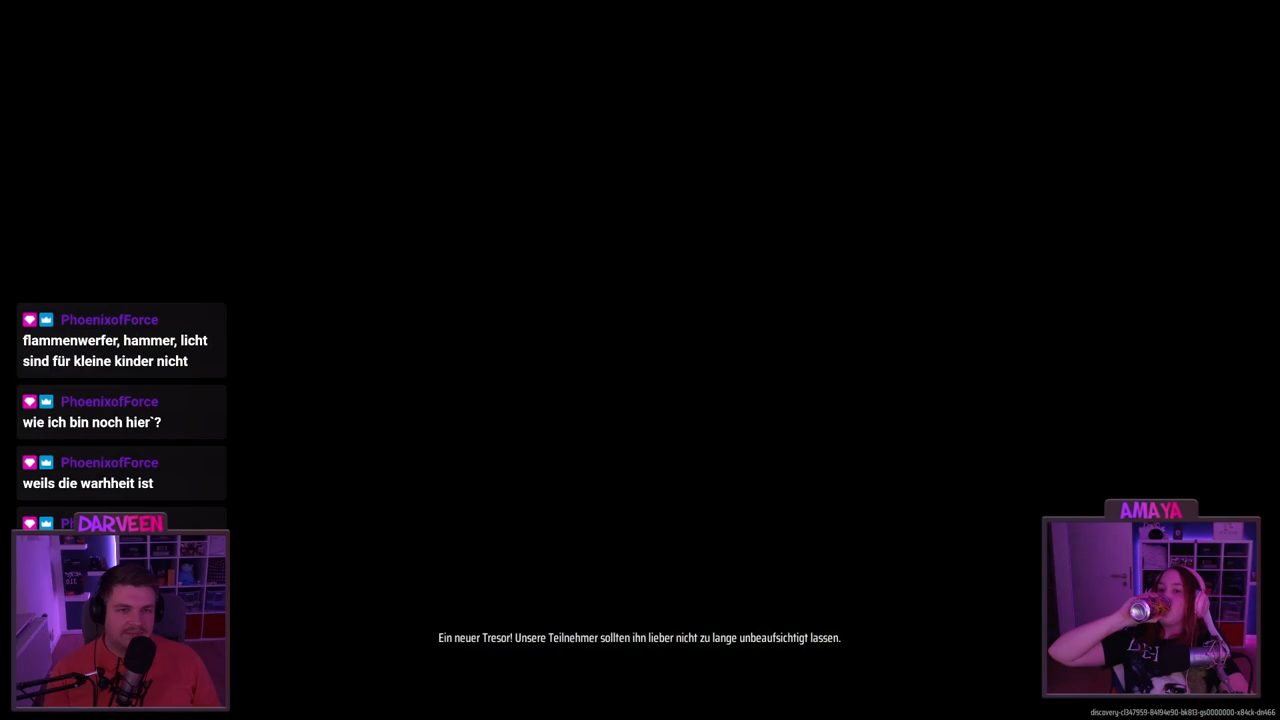 PhoenixofForce
flammenwerfer, hammer, licht
sind für kleine kinder nicht
PhoenixofForce
wie ich bin noch hier`?
PhoenixofForce
weils die warhheit ist
DARVEEN
AMAYA
Ein neuer Tresor! Unsere Teilnehmer sollten ihn lieber nicht zu lange unbeaufsichtigt lassen.